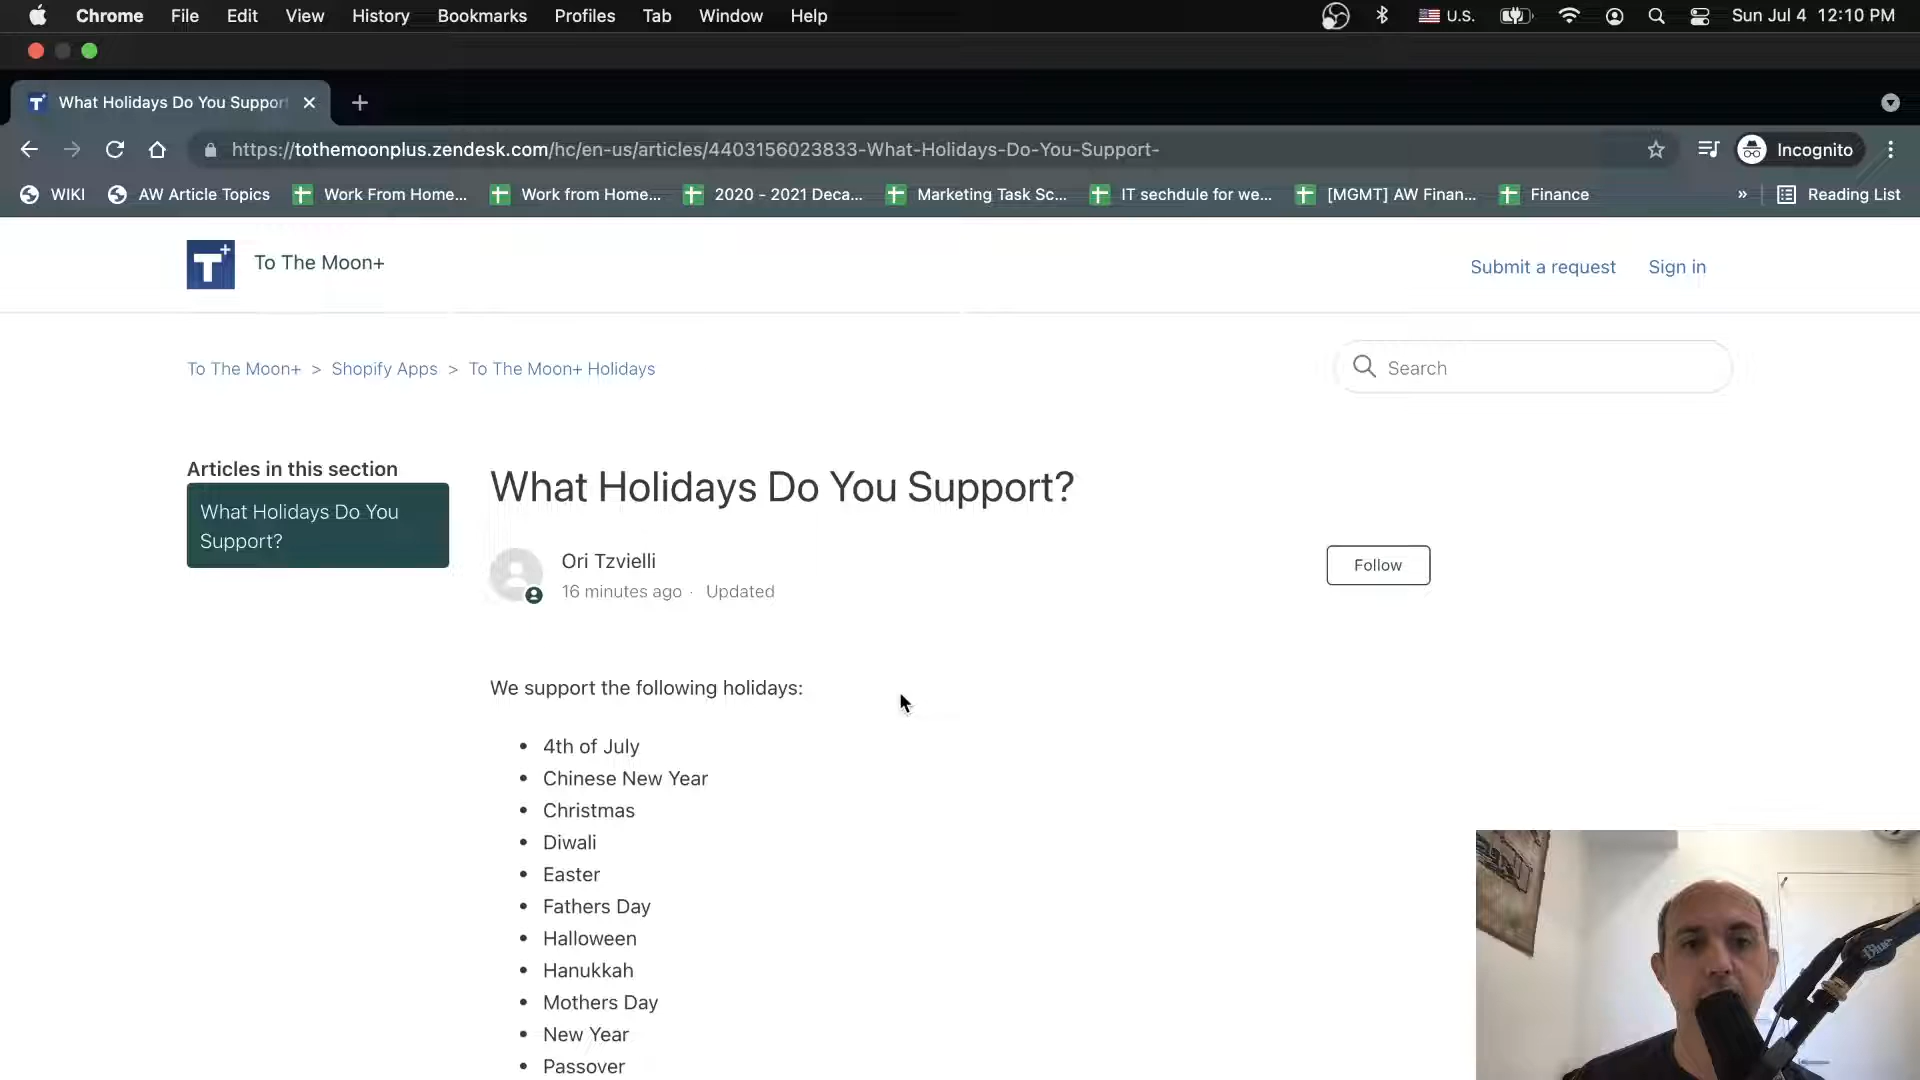 Chrome File Edit View History Bookmarks Profiles Tab Window Help U.S. Sun Jul 4 12:10 PM
What Holidays Do You Suppor
https://tothemoonplus.zendesk.com/hc/en-us/articles/4403156023833-What-Holidays-Do-You-Support- Incognito
WIKI AW Article Topics Work From Home... Work from Home... 2020 - 2021 Deca... Marketing Task Sc... IT sechdule for we... [MGMT] AW Finan... Finance » Reading List
T+ To The Moon+ Submit a request Sign in
To The Moon+ > Shopify Apps > To The Moon+ Holidays Search
Articles in this section
What Holidays Do You
Support?
What Holidays Do You Support?
Ori Tzvielli
16 minutes ago · Updated
Follow
We support the following holidays:
• 4th of July
• Chinese New Year
• Christmas
• Diwali
• Easter
• Fathers Day
• Halloween
• Hanukkah
• Mothers Day
• New Year
• Passover
Blue